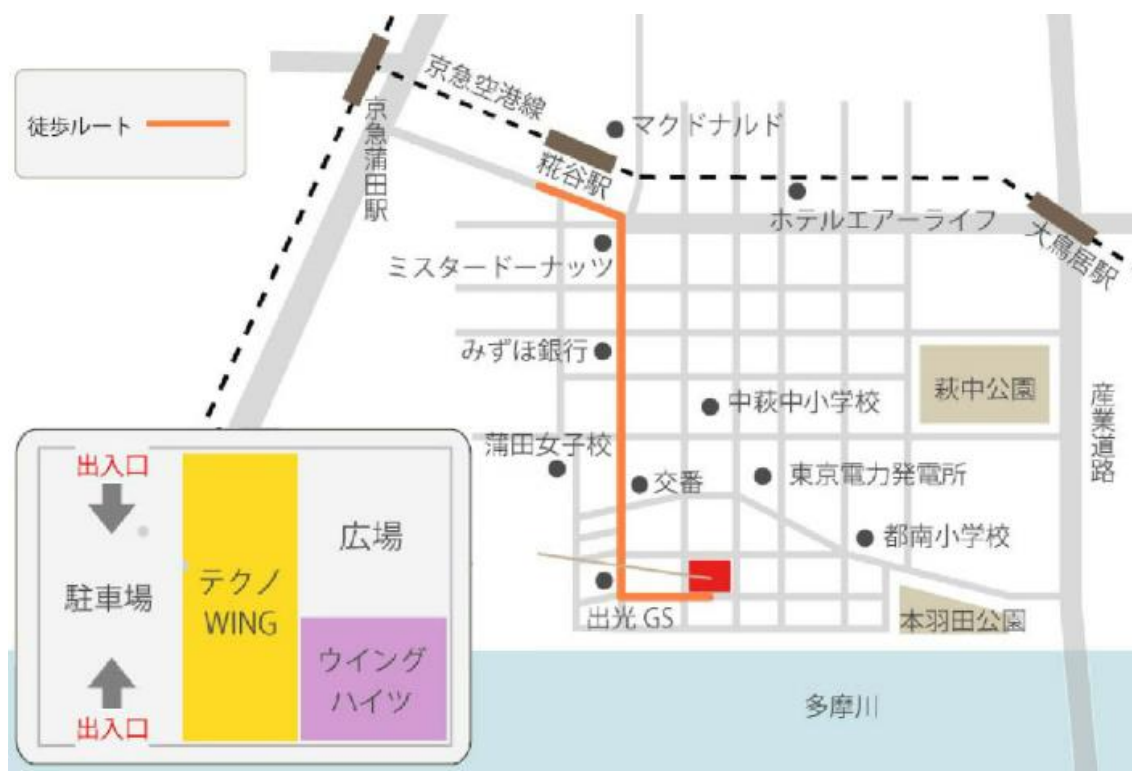 徒歩ルート
京急蒲田駅
京急空港線
糀谷駅
マクドナルド
ホテルエアーライフ
大鳥居駅
ミスタードーナッツ
みずほ銀行
中萩中小学校
萩中公園
産業道路
蒲田女子校
交番
東京電力発電所
都南小学校
出光 GS
本羽田公園
多摩川
出入口
駐車場
出入口
テクノ
WING
広場
ウイング
ハイツ